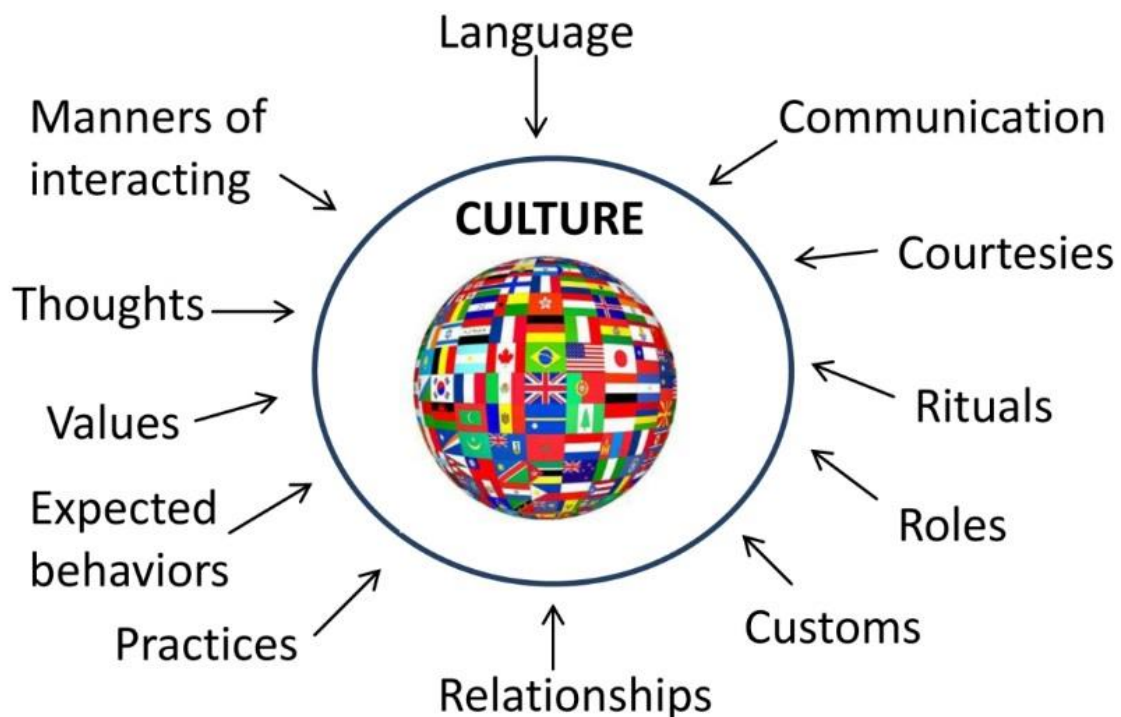 Language
Manners of
interacting
Communication
CULTURE
Courtesies
Thoughts
Values
Rituals
Expected
behaviors
Roles
Practices
Customs
Relationships